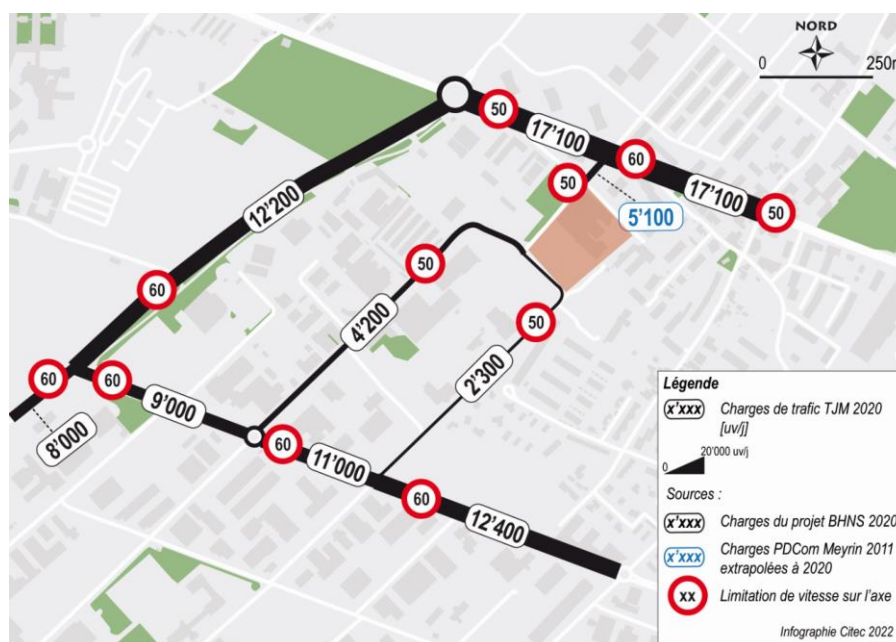 NORD
0 250m
50
17'100
60
17'100
50
50
5'100
12'200
60
50
4'200
50
2'300
60
60
9'000
8'000
60
11'000
60
12'400
Légende
x'xxx Charges de trafic TJM 2020
[uv/j]
20'000 uv/j
0
Sources :
x'xxx Charges du projet BHNS 2020
x'xxx Charges PDCom Meyrin 2011
extrapolées à 2020
xx Limitation de vitesse sur l'axe
Infographie Citec 2022